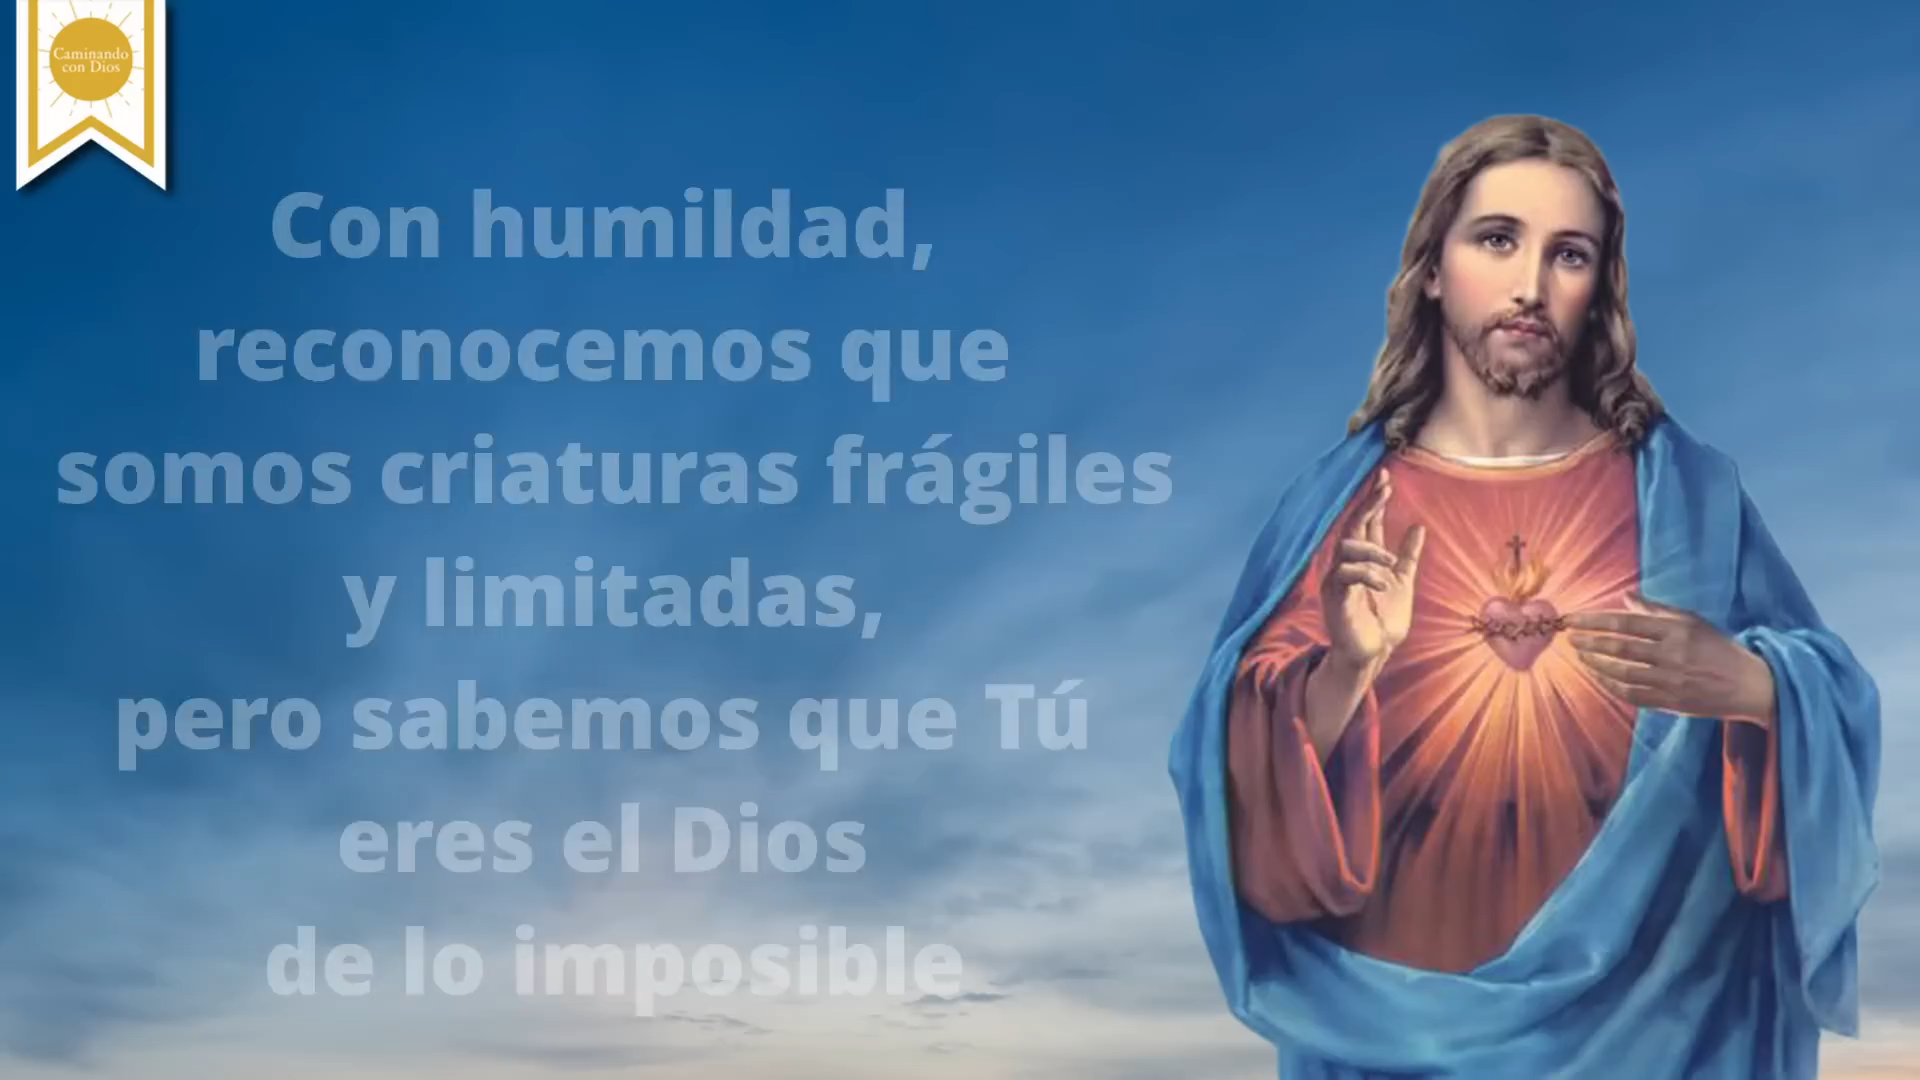 Caminando
con Dios
Con humildad,
reconocemos que
somos criaturas frágiles
y limitadas,
pero sabemos que Tú
eres el Dios
de lo imposible